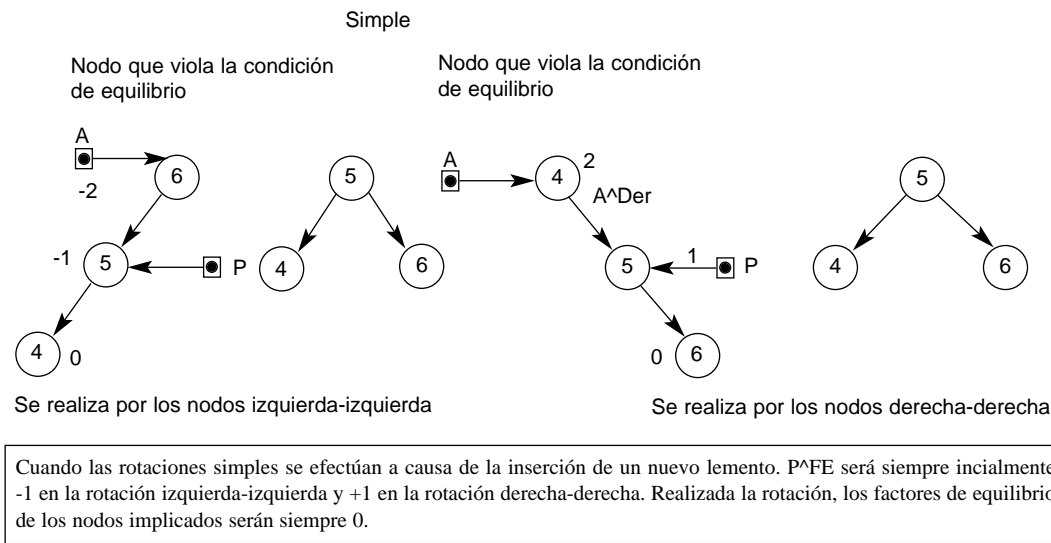 Simple
Nodo que viola la condición
de equilibrio
Nodo que viola la condición
de equilibrio
A
6
-2
-1
5
P
4
0
5
4
6
A
4
2
A^Der
5
1
P
0
6
5
4
6
Se realiza por los nodos izquierda-izquierda
Se realiza por los nodos derecha-derecha
Cuando las rotaciones simples se efectúan a causa de la inserción de un nuevo lemento. P^FE será siempre incialmente
-1 en la rotación izquierda-izquierda y +1 en la rotación derecha-derecha. Realizada la rotación, los factores de equilibrio
de los nodos implicados serán siempre 0.